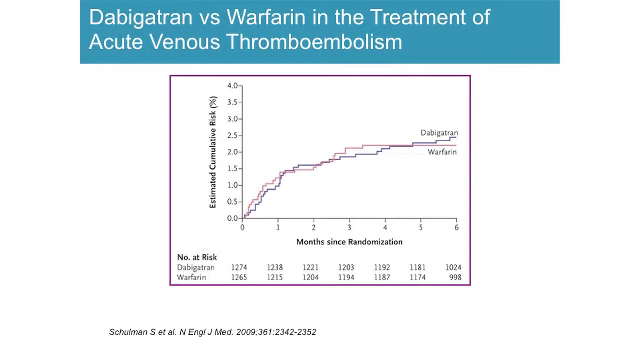 Dabigatran vs Warfarin in the Treatment of
Acute Venous Thromboembolism
Estimated Cumulative Risk (%)
4.0
3.5
3.0
2.5
2.0
1.5
1.0
0.5
0.0
Dabigatran
Warfarin
0 1 2 3 4 5 6
Months since Randomization
No. at Risk
Dabigatran 1274 1238 1221 1203 1192 1181 1024
Warfarin 1265 1215 1204 1194 1187 1174 998
Schulman S et al. N Engl J Med. 2009;361:2342-2352